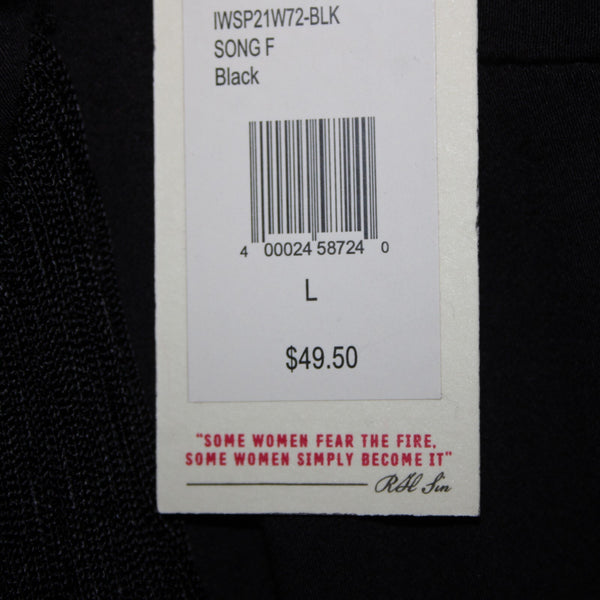 IWSP21W72-BLK
SONG F
Black
4 00024 58724 0
L
$49.50
"SOME WOMEN FEAR THE FIRE,
SOME WOMEN SIMPLY BECOME IT"
RH Sin